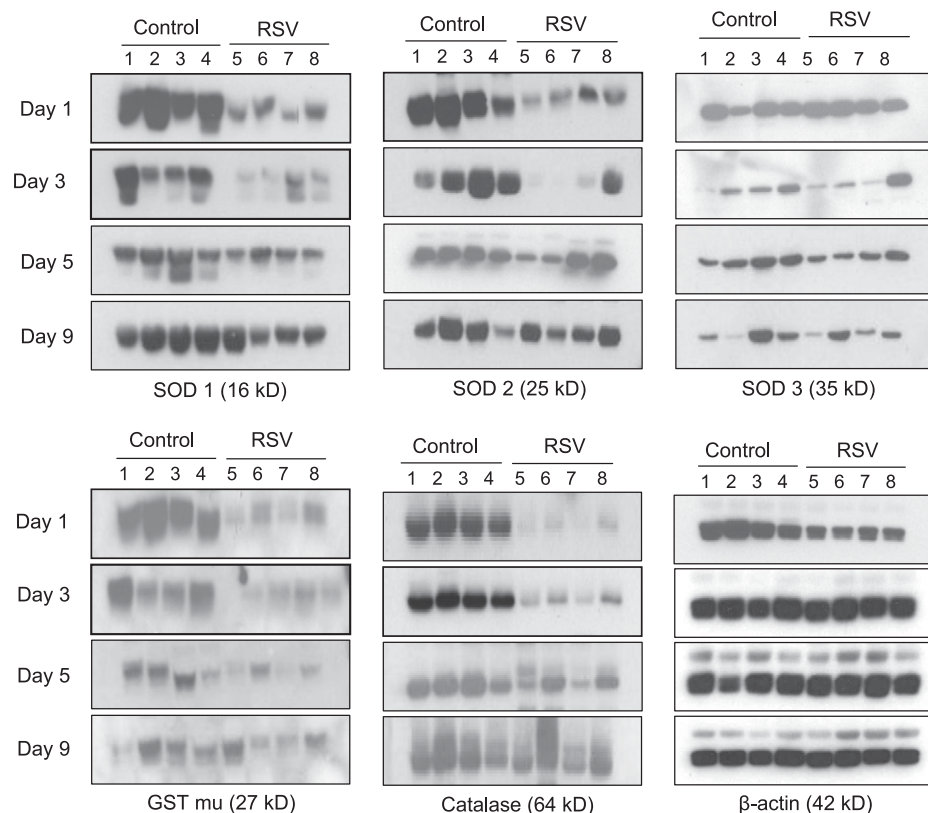 Control RSV
1 2 3 4 5 6 7 8
Control RSV
1 2 3 4 5 6 7 8
Control RSV
1 2 3 4 5 6 7 8
Day 1
Day 3
Day 5
Day 9
SOD 1 (16 kD)
SOD 2 (25 kD)
SOD 3 (35 kD)
Control RSV
1 2 3 4 5 6 7 8
Control RSV
1 2 3 4 5 6 7 8
Control RSV
1 2 3 4 5 6 7 8
Day 1
Day 3
Day 5
Day 9
GST mu (27 kD)
Catalase (64 kD)
β-actin (42 kD)